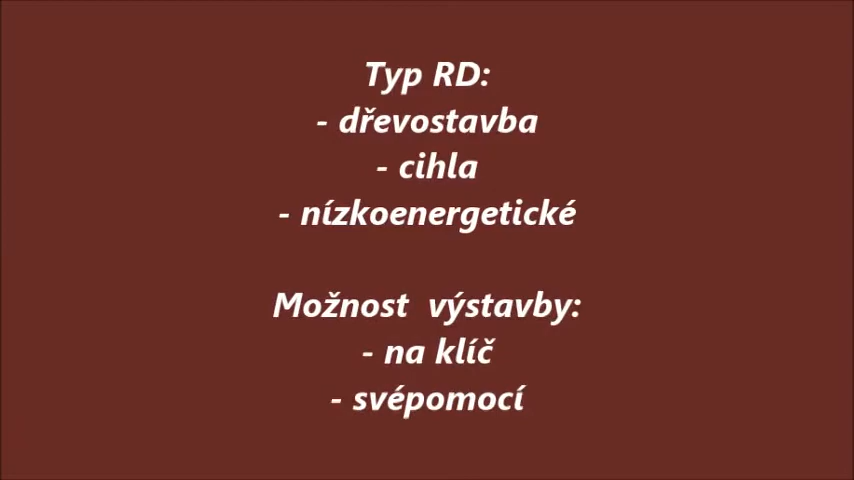 Typ RD:
- dřevostavba
- cihla
- nízkoenergetické
Možnost výstavby:
- na klíč
- svépomocí